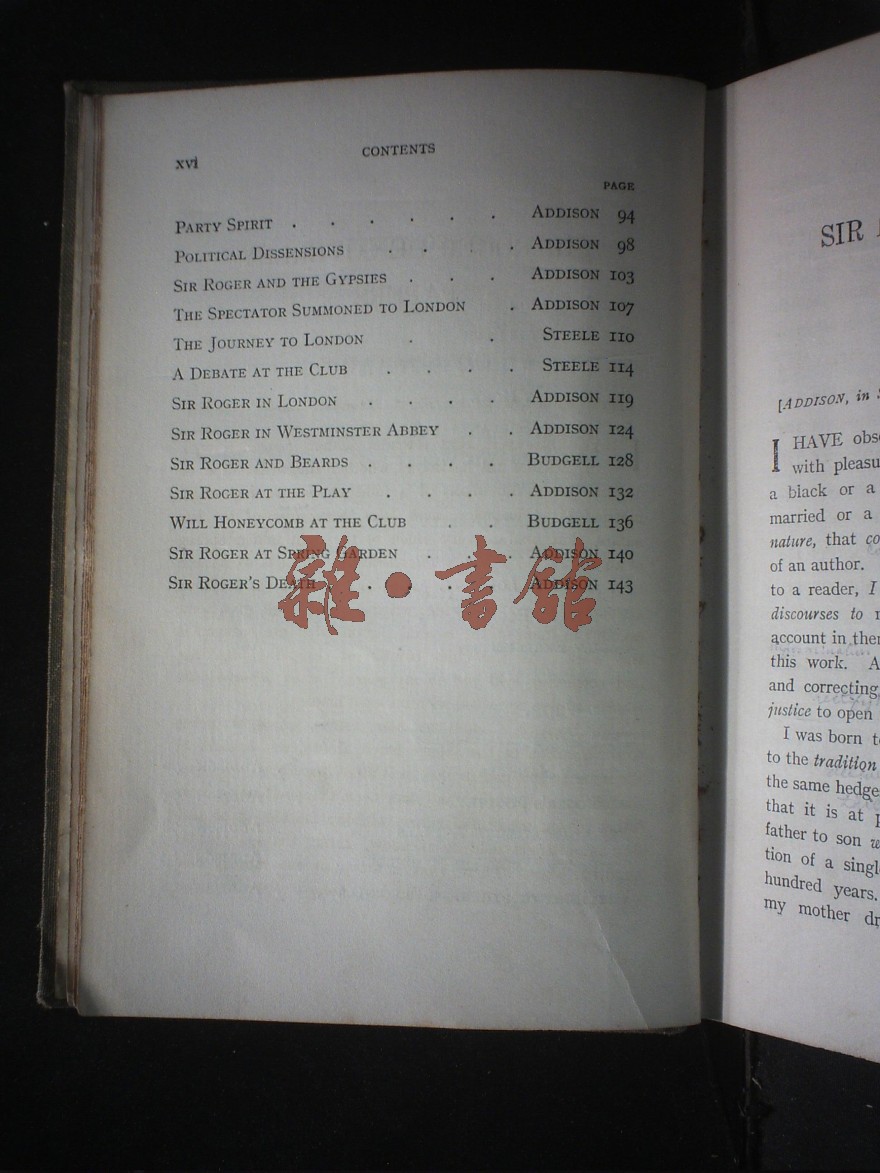 xvi CONTENTS
PAGE
PARTY SPIRIT . . . . . . ADDISON 94
POLITICAL DISSENSIONS . . . . ADDISON 98
SIR ROGER AND THE GYPSIES . . . ADDISON 103
THE SPECTATOR SUMMONED TO LONDON . ADDISON 107
THE JOURNEY TO LONDON . . STEELE 110
A DEBATE AT THE CLUB . . . . STEELE 114
SIR ROGER IN LONDON . . . . ADDISON 119
SIR ROGER IN WESTMINSTER ABBEY . . ADDISON 124
SIR ROGER AND BEARDS . . . . BUDGELL 128
SIR ROGER AT THE PLAY . . . . ADDISON 132
WILL HONEYCOMB AT THE CLUB . . BUDGELL 136
SIR ROGER AT SPRING GARDEN . . . ADDISON 140
SIR ROGER'S DEATH . . . . ADDISON 143
雜·書館
SIR
[ADDISON, in
I HAVE
with
a black or a
married or a
nature, that
of an author.
to a reader, I
discourses to
account in
this work.
and correcting,
justice to open
I was born
to the tradition
the same
that it is at
father to son
tion of a
hundred years.
my mother